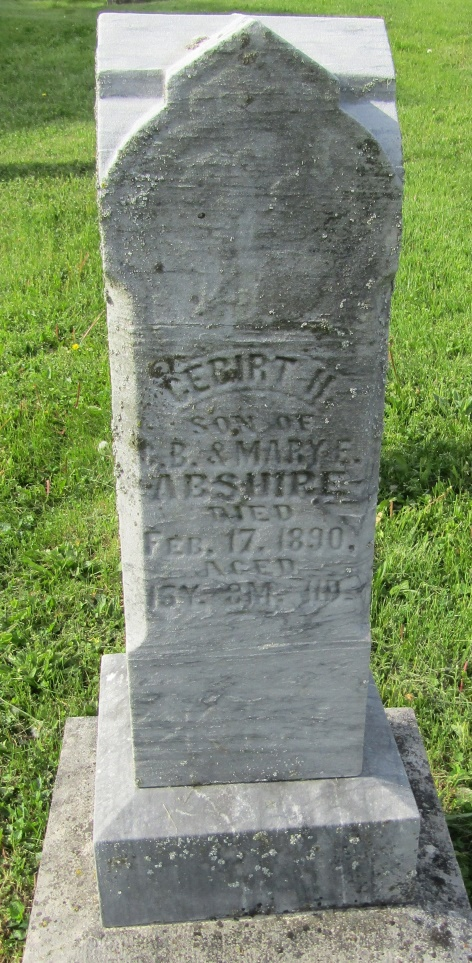 H.
SON OF
B. & MARY E.
ABSHIRE
DIED
FEB. 17. 1890.
AGED